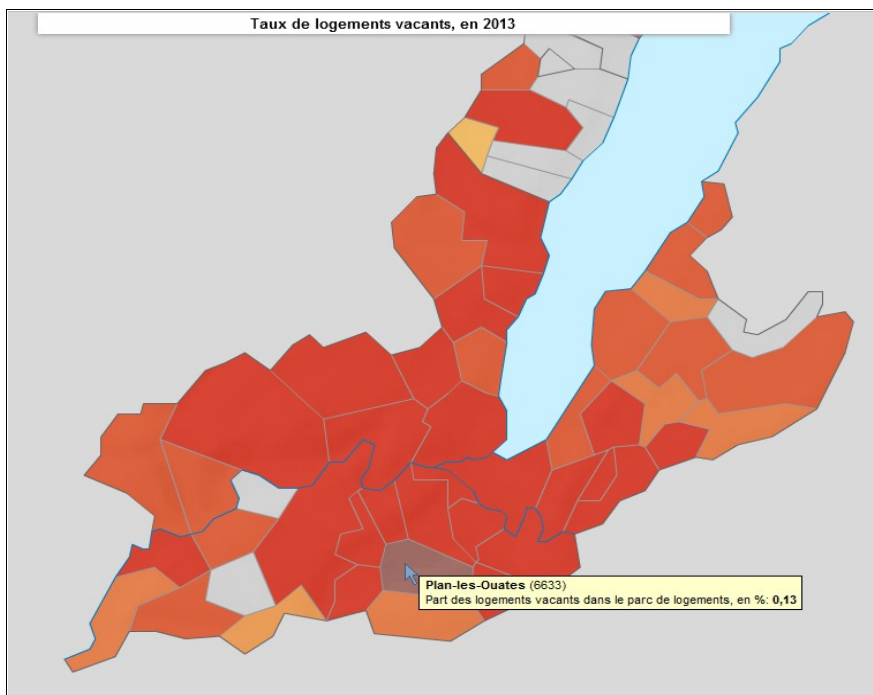 Taux de logements vacants, en 2013
Plan-les-Ouates (6633)
Part des logements vacants dans le parc de logements, en %: 0,13